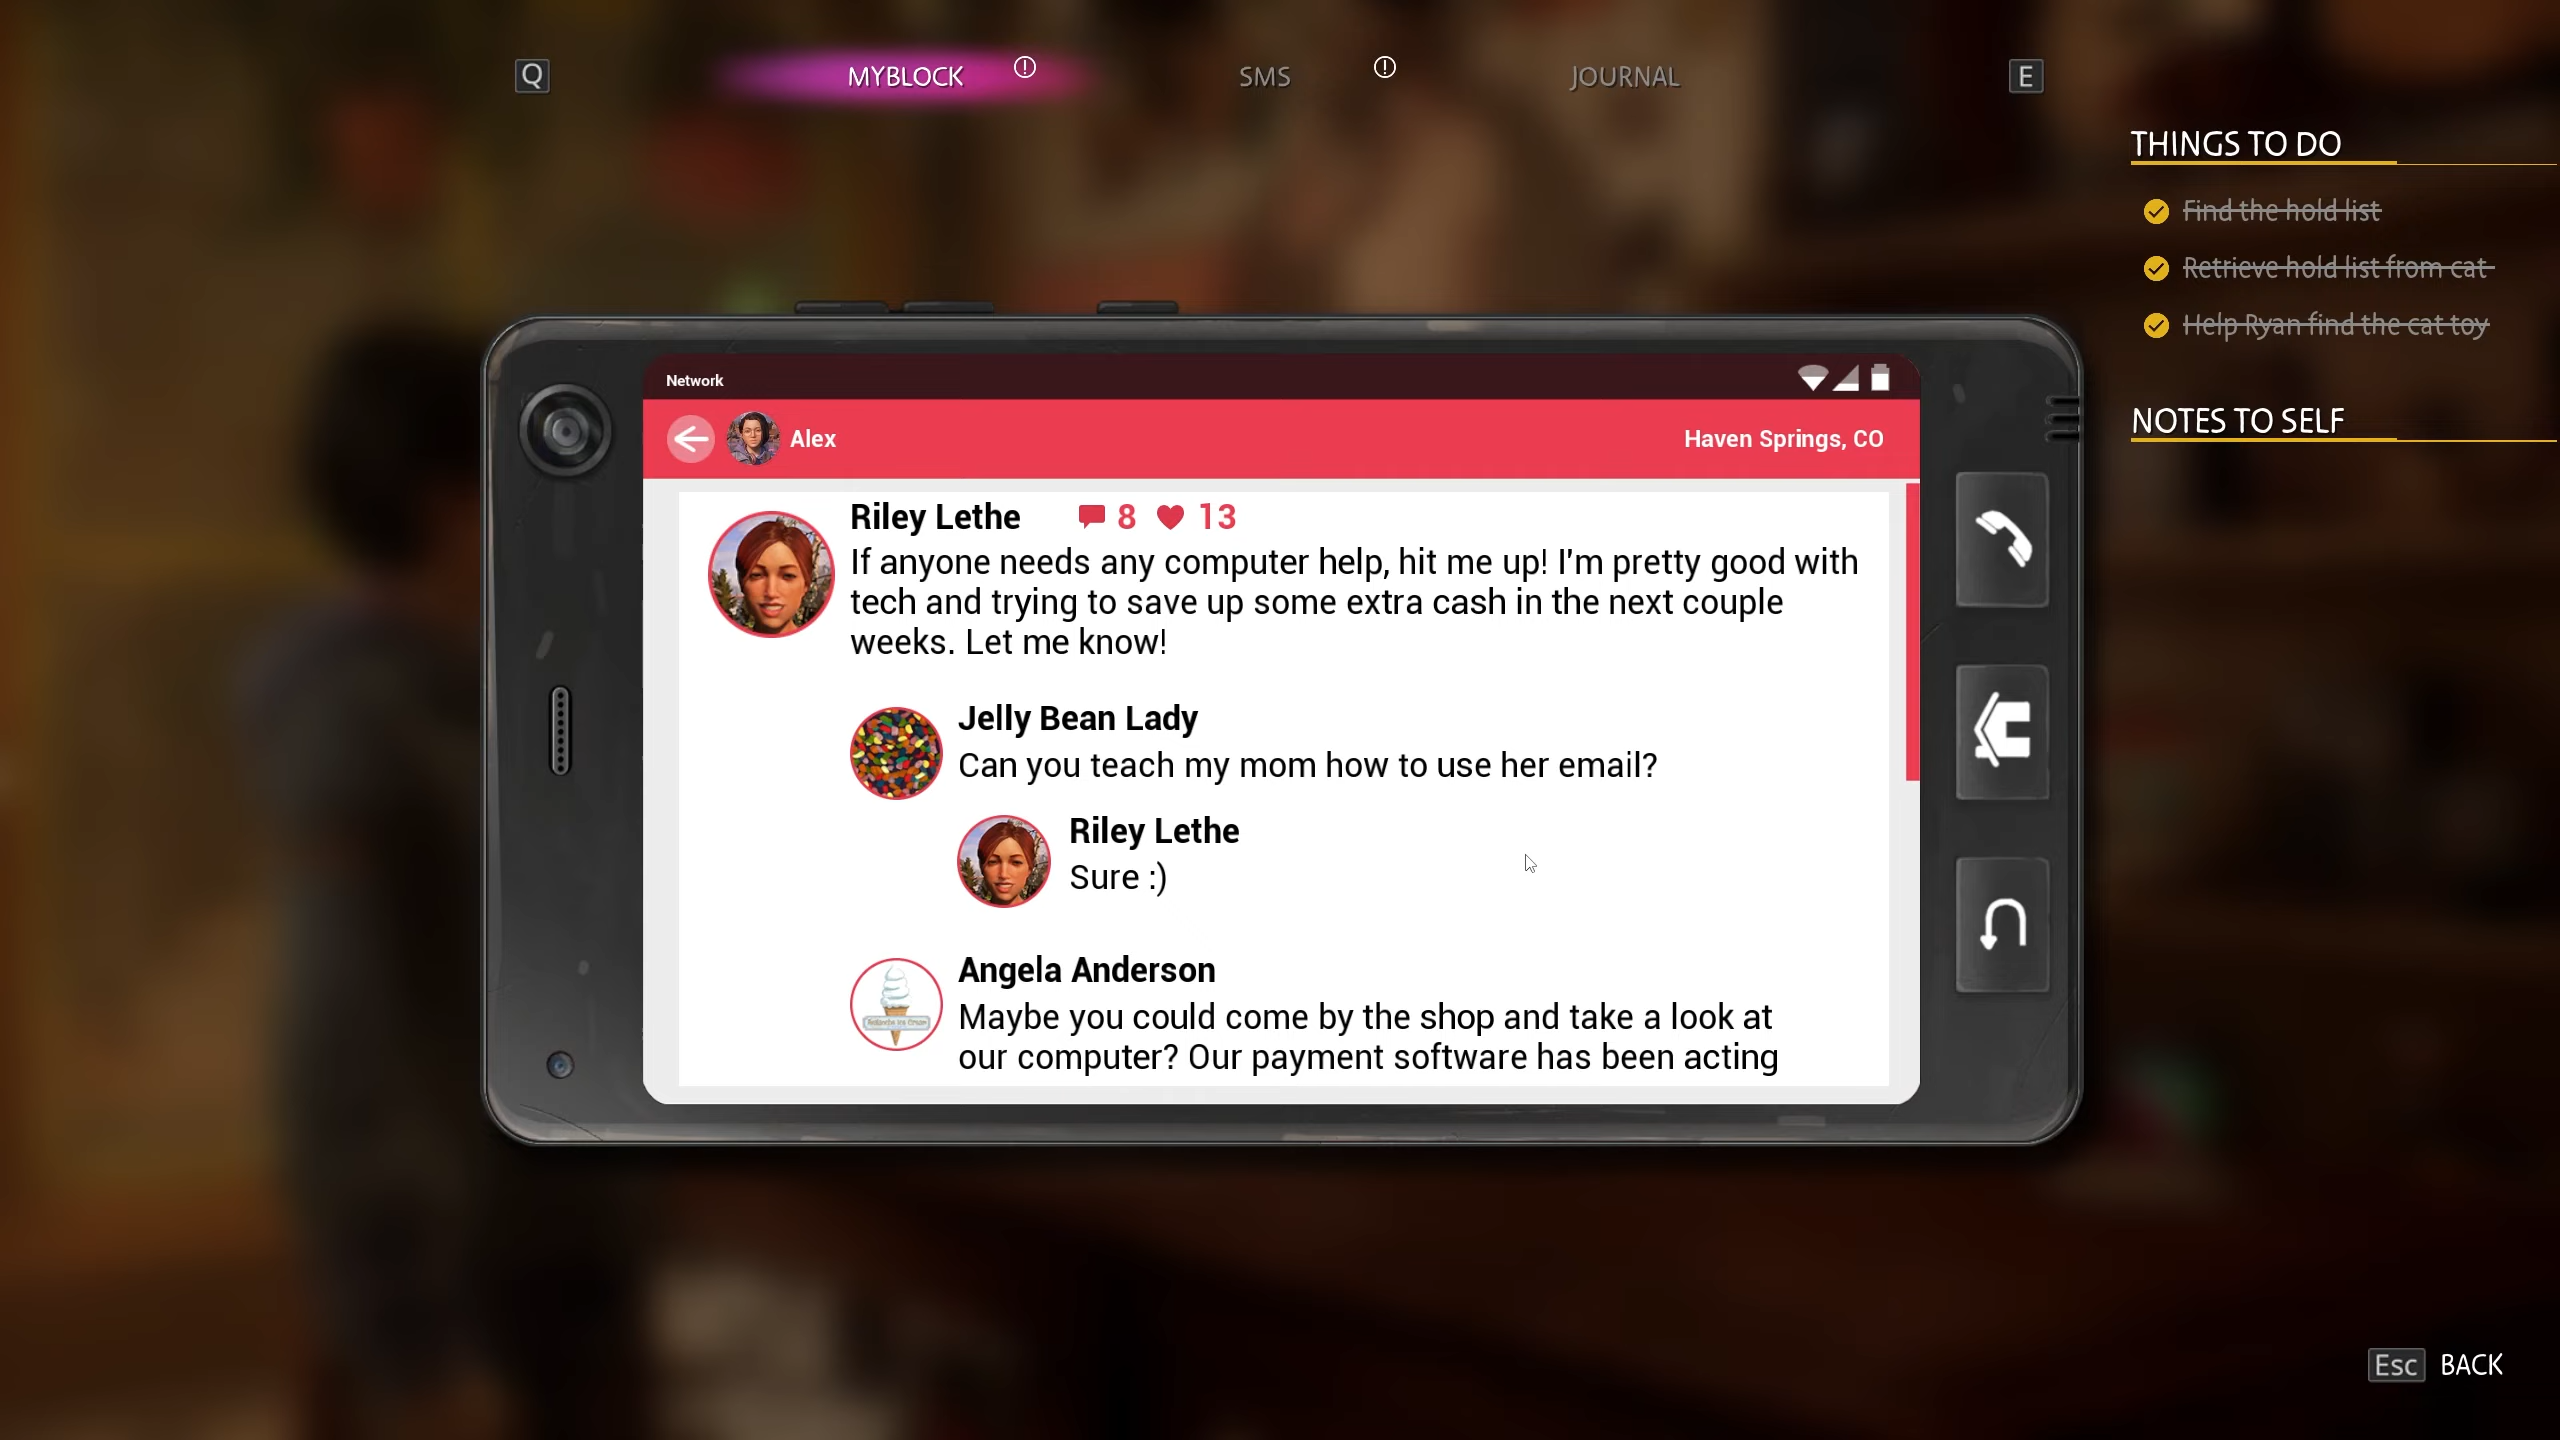 Q
MYBLOCK
SMS
JOURNAL
E
THINGS TO DO
Find the hold list
Retrieve hold list from cat
Help Ryan find the cat toy
NOTES TO SELF
Network
Alex
Haven Springs, CO
Riley Lethe 8 13
If anyone needs any computer help, hit me up! I'm pretty good with
tech and trying to save up some extra cash in the next couple
weeks. Let me know!
Jelly Bean Lady
Can you teach my mom how to use her email?
Riley Lethe
Sure :)
Angela Anderson
Maybe you could come by the shop and take a look at
our computer? Our payment software has been acting
Esc BACK